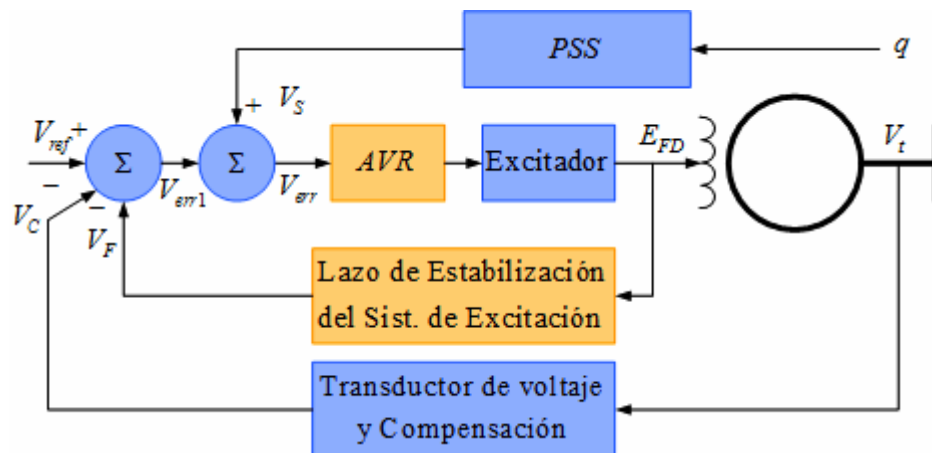 PSS
q
+ V_S
V_ref +
Σ
Σ
AVR
Excitador
E_FD
V_t
−
V_err1
V_err
V_C
−
V_F
Lazo de Estabilización
del Sist. de Excitación
Transductor de voltaje
y Compensación